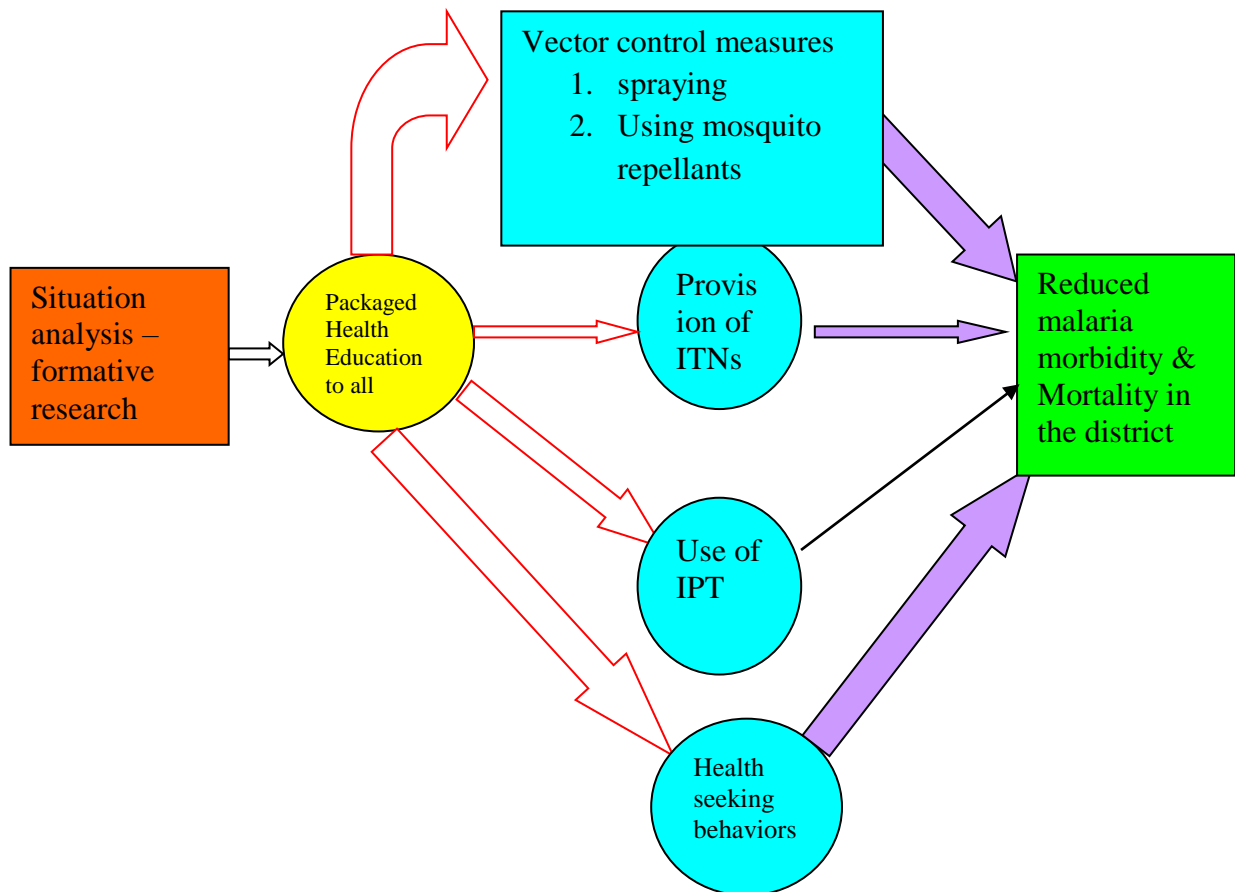 Vector control measures
1. spraying
2. Using mosquito
repellants
Situation
analysis –
formative
research
Packaged
Health
Education
to all
Provis
ion of
ITNs
Reduced
malaria
morbidity &
Mortality in
the district
Use of
IPT
Health
seeking
behaviors